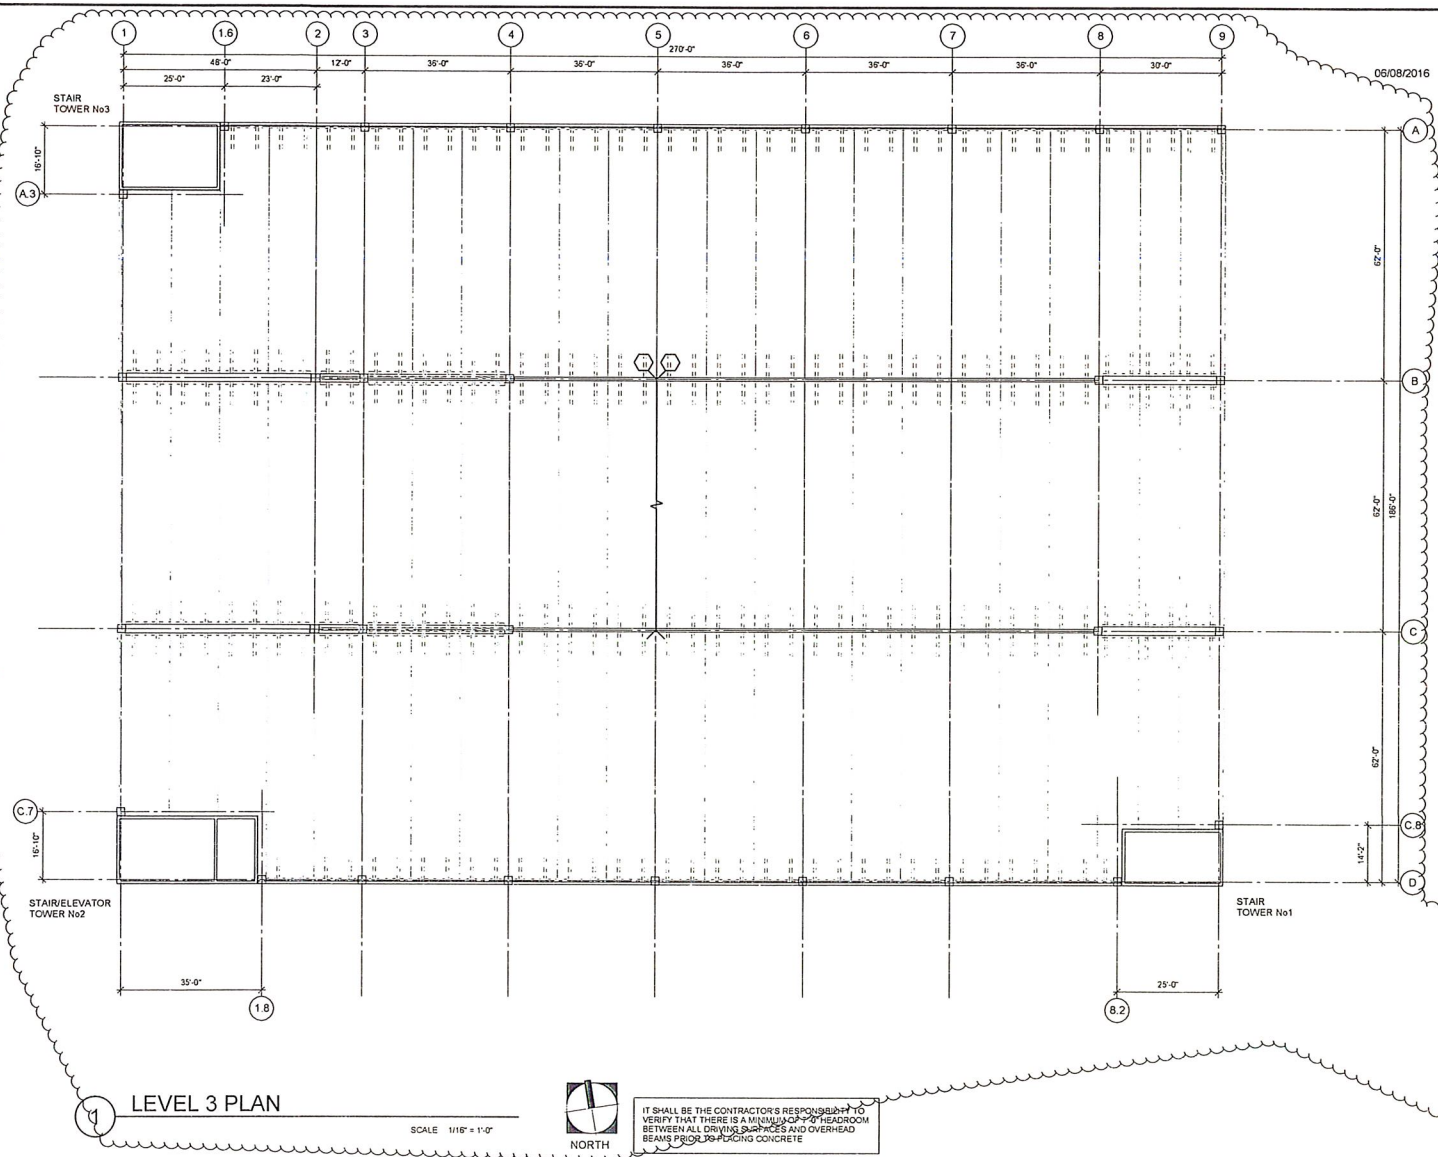 1 1.6 2 3 4 5 6 7 8 9
270'-0"
48'-0" 12'-0" 36'-0" 36'-0" 36'-0" 36'-0" 36'-0" 30'-0"
25'-0" 23'-0"
06/08/2016
STAIR
TOWER No3
A
16'-10"
A.3
62'-0"
B
62'-0"
186'-0"
C
62'-0"
C.7
C.8
16'-10"
14'-2"
D
STAIR/ELEVATOR
TOWER No2
STAIR
TOWER No1
35'-0"
25'-0"
1.8
8.2
1
LEVEL 3 PLAN
SCALE 1/16" = 1'-0"
NORTH
IT SHALL BE THE CONTRACTOR'S RESPONSIBILITY TO
VERIFY THAT THERE IS A MINIMUM OF 7'-0" HEADROOM
BETWEEN ALL DRIVING SURFACES AND OVERHEAD
BEAMS PRIOR TO PLACING CONCRETE